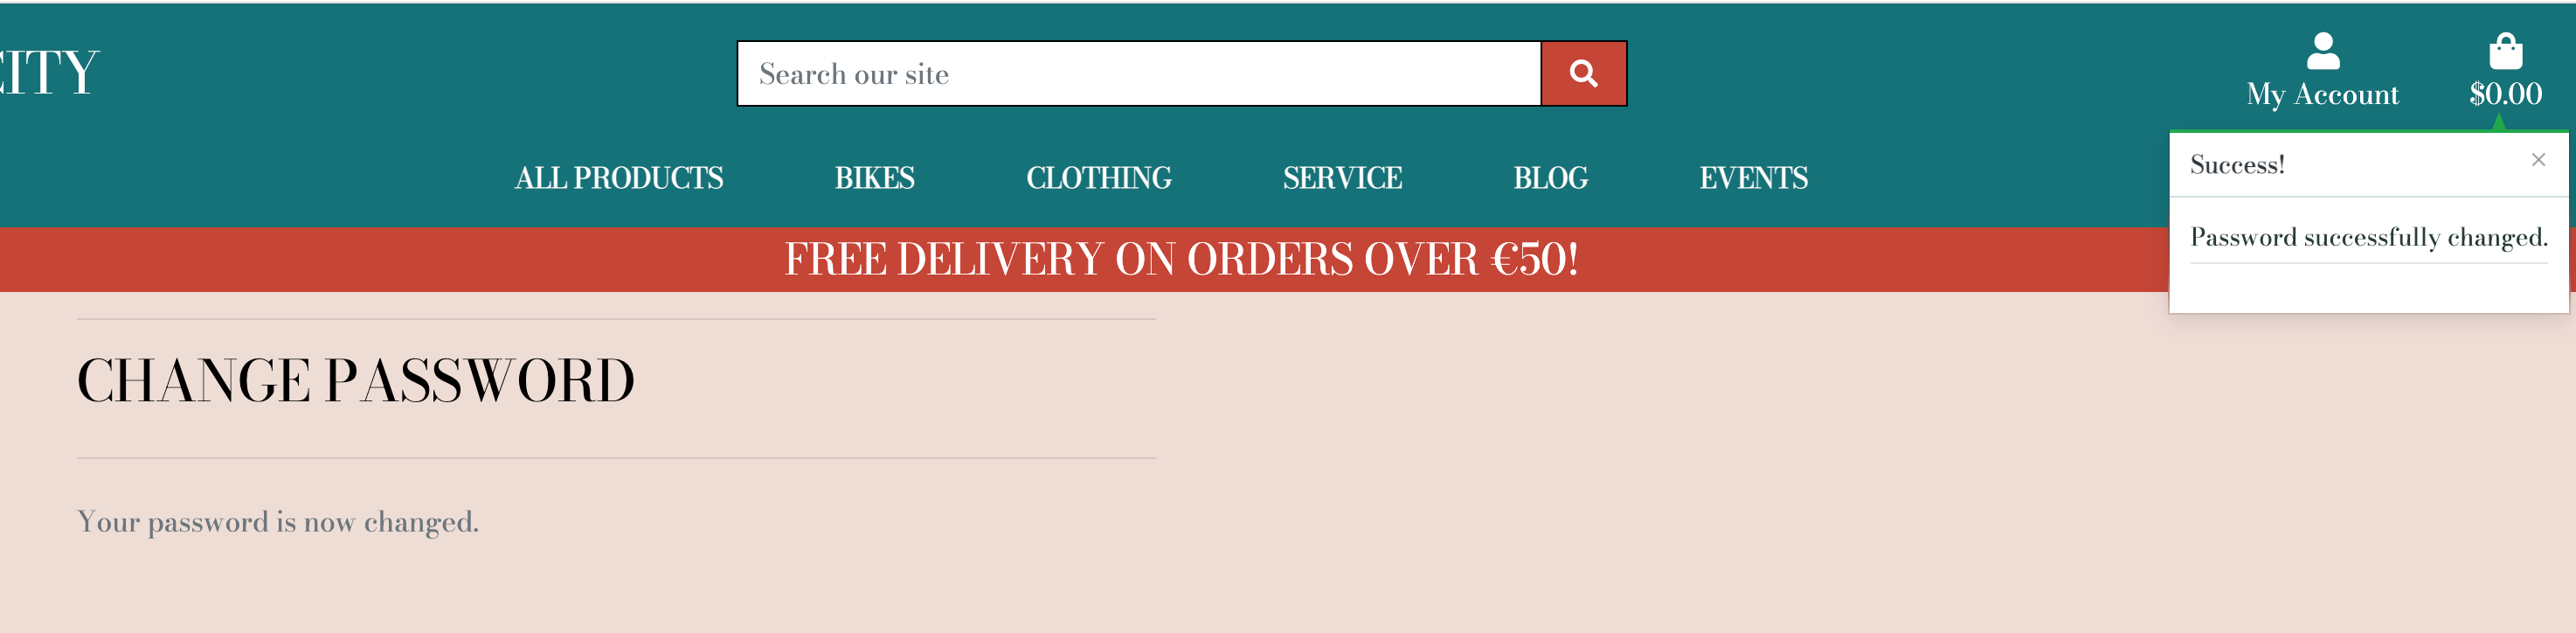 CITY
Search our site
My Account
$0.00
ALL PRODUCTS
BIKES
CLOTHING
SERVICE
BLOG
EVENTS
Success!
×
Password successfully changed.
FREE DELIVERY ON ORDERS OVER €50!
CHANGE PASSWORD
Your password is now changed.